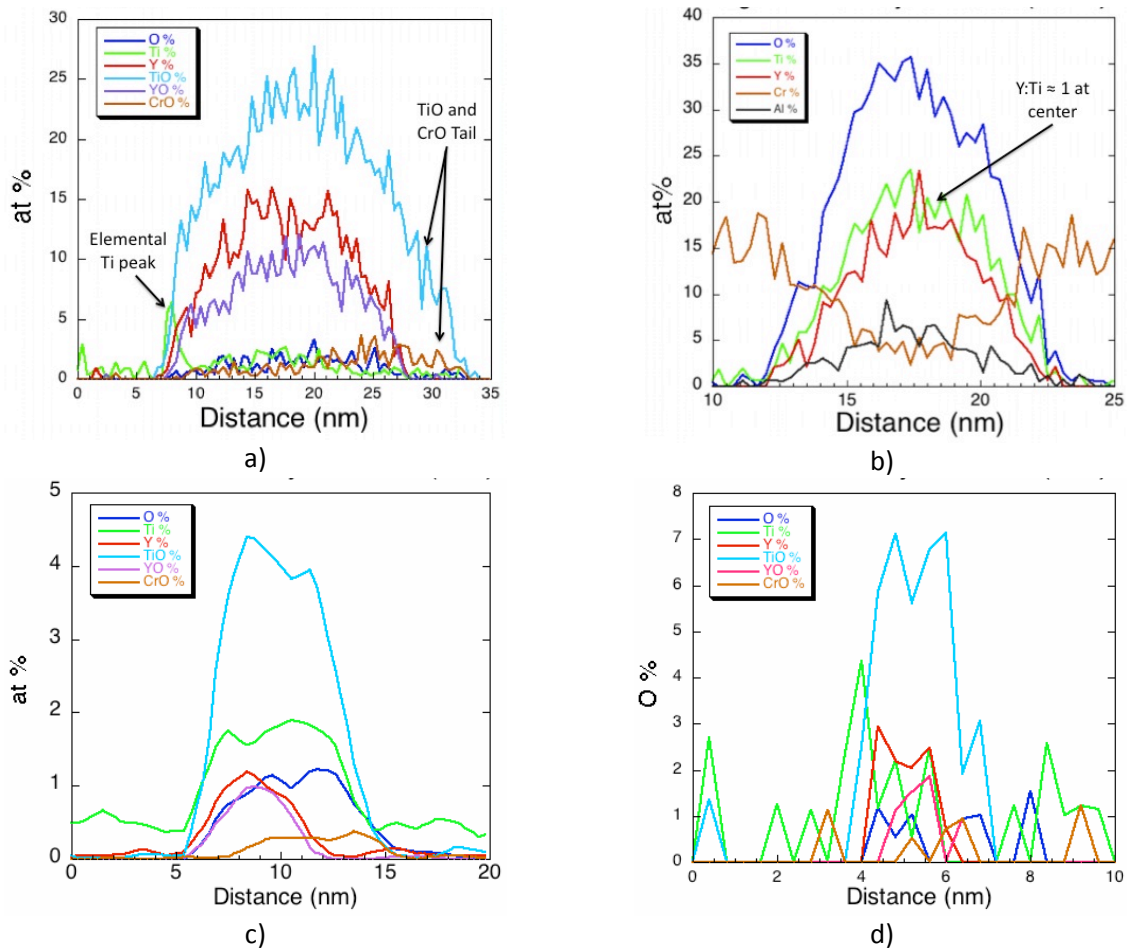 30
25
20
15
10
5
0
at %
O %
Ti %
Y %
TiO %
YO %
CrO %
Elemental
Ti peak
TiO and
CrO Tail
0 5 10 15 20 25 30 35
Distance (nm)
a)
40
35
30
25
20
15
10
5
0
at%
O %
Ti %
Y %
Cr %
Al %
Y:Ti ≈ 1 at
center
10 15 20 25
Distance (nm)
b)
5
4
3
2
1
0
at %
O %
Ti %
Y %
TiO %
YO %
CrO %
0 5 10 15 20
Distance (nm)
c)
8
7
6
5
4
3
2
1
0
O %
O %
Ti %
Y %
TiO %
YO %
CrO %
0 2 4 6 8 10
Distance (nm)
d)